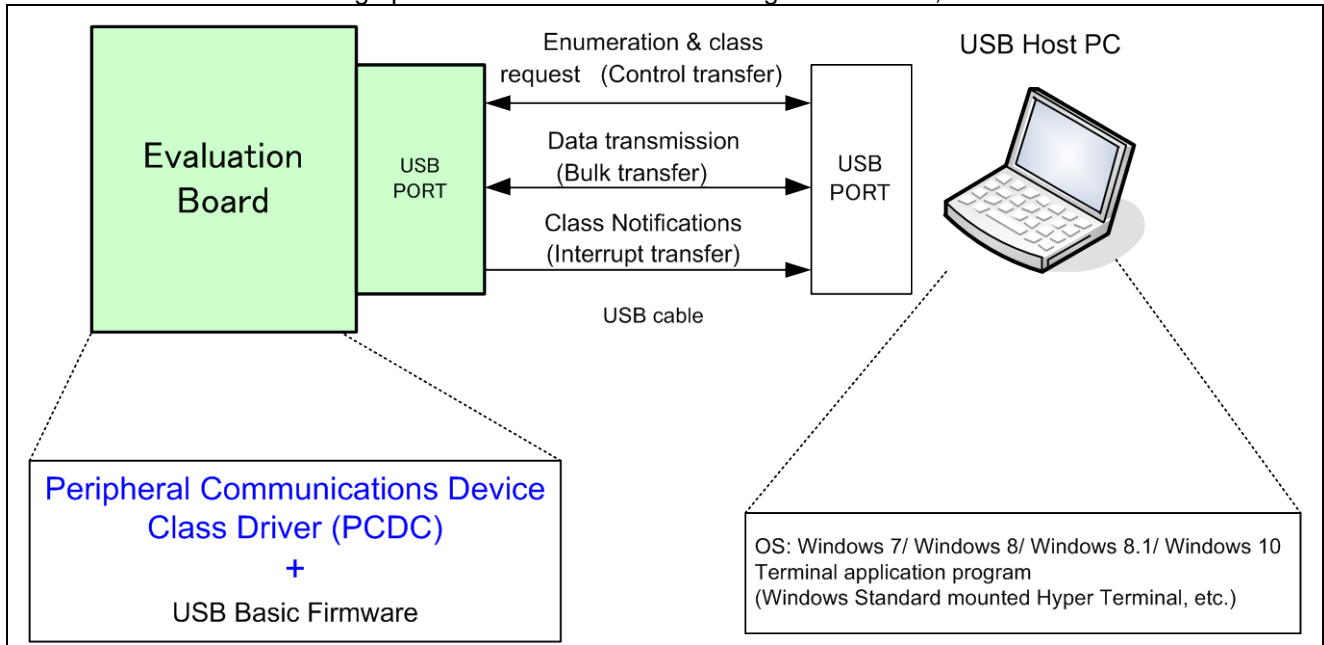 Enumeration & class
request (Control transfer)
USB Host PC
Evaluation
Board
USB
PORT
Data transmission
(Bulk transfer)
USB
PORT
Class Notifications
(Interrupt transfer)
USB cable
Peripheral Communications Device
Class Driver (PCDC)
+
USB Basic Firmware
OS: Windows 7/ Windows 8/ Windows 8.1/ Windows 10
Terminal application program
(Windows Standard mounted Hyper Terminal, etc.)